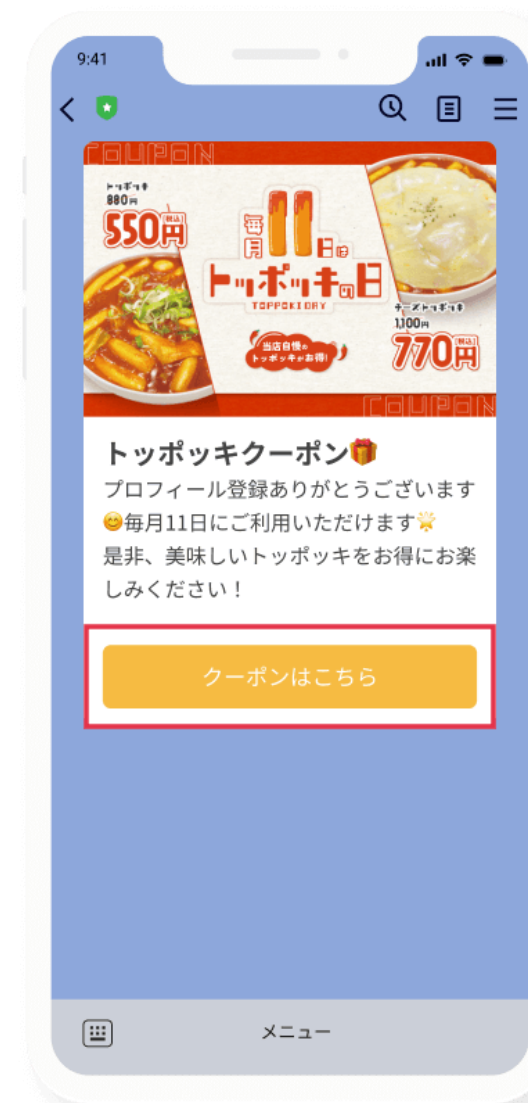 9:41
COUPON
トッポッキ
880円
550円(税込)
毎月11日は
トッポッキの日
TOPPOKI DAY
当店自慢の
トッポッキがお得!
チーズトッポッキ
1,100円
770円(税込)
COUPON
トッポッキクーポン🎁
プロフィール登録ありがとうございます
😊毎月11日にご利用いただけます🌟
是非、美味しいトッポッキをお得にお楽
しみください！
クーポンはこちら
メニュー